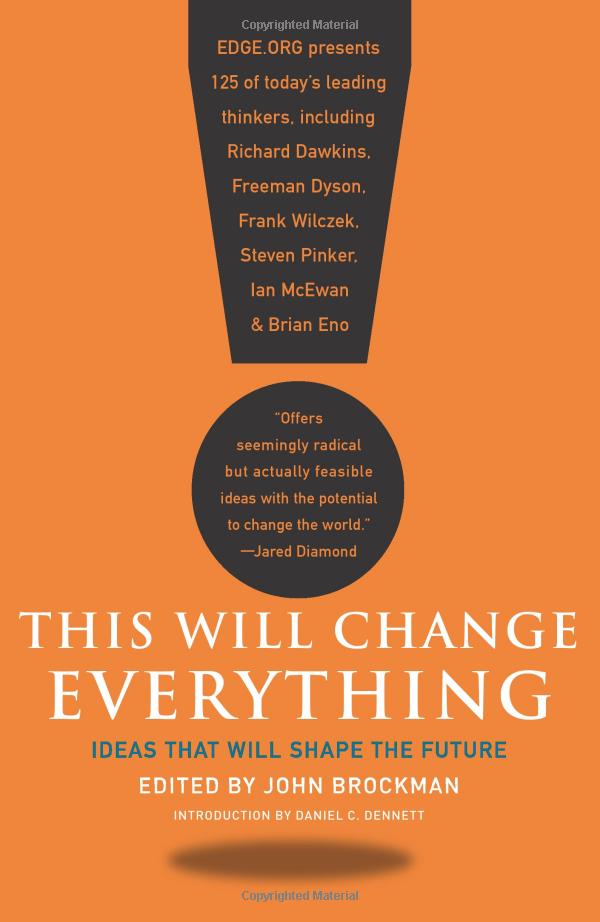 Copyrighted Material
EDGE.ORG presents
125 of today's leading
thinkers, including
Richard Dawkins,
Freeman Dyson,
Frank Wilczek,
Steven Pinker,
Ian McEwan
& Brian Eno
“Offers
seemingly radical
but actually feasible
ideas with the potential
to change the world.”
—Jared Diamond
THIS WILL CHANGE
EVERYTHING
IDEAS THAT WILL SHAPE THE FUTURE
EDITED BY JOHN BROCKMAN
INTRODUCTION BY DANIEL C. DENNETT
Copyrighted Material